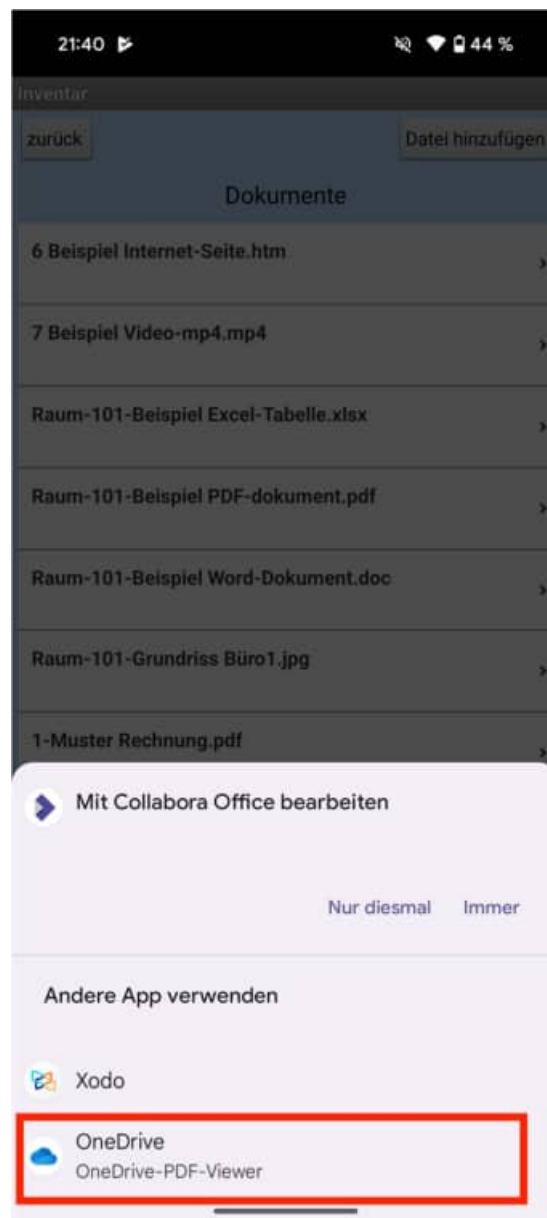 21:40
44 %
Inventar
zurück
Datei hinzufügen
Dokumente
6 Beispiel Internet-Seite.htm
7 Beispiel Video-mp4.mp4
Raum-101-Beispiel Excel-Tabelle.xlsx
Raum-101-Beispiel PDF-dokument.pdf
Raum-101-Beispiel Word-Dokument.doc
Raum-101-Grundriss Büro1.jpg
1-Muster Rechnung.pdf
Mit Collabora Office bearbeiten
Nur diesmal Immer
Andere App verwenden
Xodo
OneDrive
OneDrive-PDF-Viewer